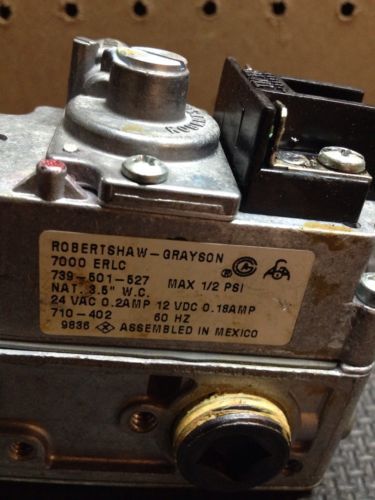 ROBERTSHAW-GRAYSON
7000 ERLC
739-501-527 MAX 1/2 PSI
NAT. 3.5" W.C.
24 VAC 0.2AMP 12 VDC 0.18AMP
710-402 60 HZ
9836 ASSEMBLED IN MEXICO